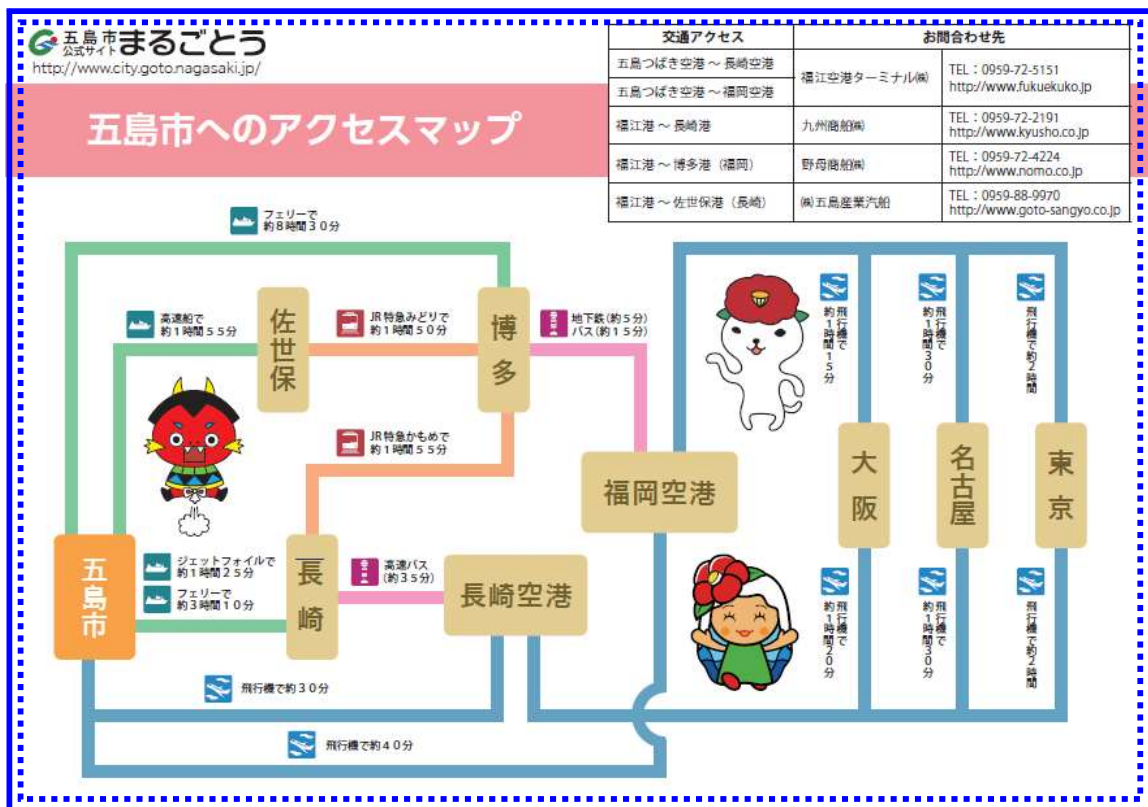 五島市
公式サイト まるごとう
http://www.city.goto.nagasaki.jp/
五島市へのアクセスマップ
交通アクセス お問合わせ先
五島つばき空港 ～ 長崎空港
五島つばき空港 ～ 福岡空港
福江空港ターミナル㈱
TEL：0959-72-5151
http://www.fukuekuko.jp
福江港 ～ 長崎港
九州商船㈱
TEL：0959-72-2191
http://www.kyusho.co.jp
福江港 ～ 博多港（福岡）
野母商船㈱
TEL：0959-72-4224
http://www.nomo.co.jp
福江港 ～ 佐世保港（長崎）
㈱五島産業汽船
TEL：0959-88-9970
http://www.goto-sangyo.co.jp
フェリーで
約8時間30分
高速船で
約1時間55分
佐世保
JR特急みどりで
約1時間50分
博多
地下鉄(約5分)
バス(約15分)
JR特急かもめで
約1時間55分
福岡空港
飛行機で
約1時間15分
飛行機で
約1時間30分
飛行機で約2時間
大阪
名古屋
東京
五島市
ジェットフォイルで
約1時間25分
フェリーで
約3時間10分
長崎
高速バス
(約35分)
長崎空港
飛行機で
約1時間20分
飛行機で
約1時間30分
飛行機で約2時間
飛行機で約30分
飛行機で約40分